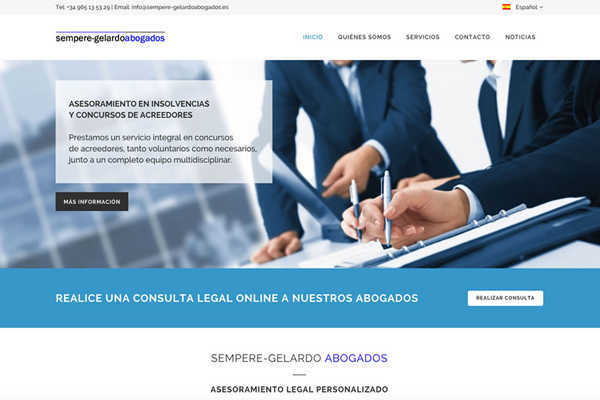 Tel: +34 965 13 53 29 | Email: info@sempere-gelardoabogados.es
Español
sempere-gelardoabogados
INICIO QUIÉNES SOMOS SERVICIOS CONTACTO NOTICIAS
ASESORAMIENTO EN INSOLVENCIAS
Y CONCURSOS DE ACREEDORES
Prestamos un servicio integral en concursos
de acreedores, tanto voluntarios como necesarios,
junto a un completo equipo multidisciplinar.
MÁS INFORMACIÓN
REALICE UNA CONSULTA LEGAL ONLINE A NUESTROS ABOGADOS
REALIZAR CONSULTA
SEMPERE-GELARDO ABOGADOS
ASESORAMIENTO LEGAL PERSONALIZADO